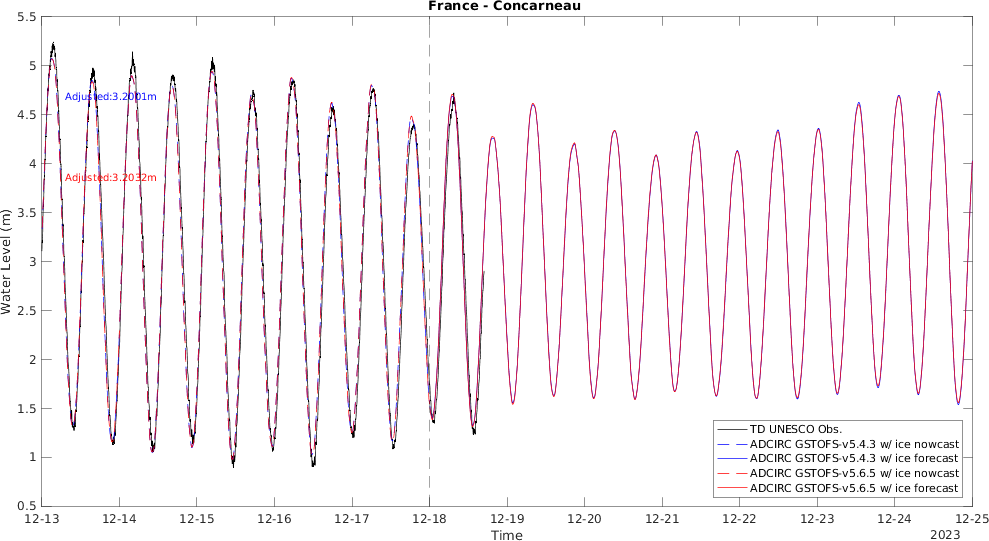 France - Concarneau
5.5
5
4.5
4
3.5
3
2.5
2
1.5
1
0.5
Water Level (m)
Adjusted:3.2001m
Adjusted:3.2032m
TD UNESCO Obs.
ADCIRC GSTOFS-v5.4.3 w/ ice nowcast
ADCIRC GSTOFS-v5.4.3 w/ ice forecast
ADCIRC GSTOFS-v5.6.5 w/ ice nowcast
ADCIRC GSTOFS-v5.6.5 w/ ice forecast
12-13 12-14 12-15 12-16 12-17 12-18 12-19 12-20 12-21 12-22 12-23 12-24 12-25
Time
2023